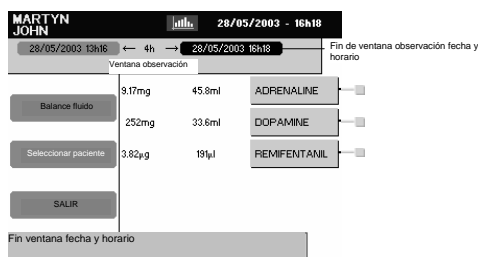 MARTYN
JOHN
28/05/2003 - 16h18
28/05/2003 13h16 ← 4h → 28/05/2003 16h18
Fin de ventana observación fecha y
horario
Ventana observación
9.17mg 45.8ml ADRENALINE
Balance fluido
252mg 33.6ml DOPAMINE
Seleccionar paciente
3.82µg 191µl REMIFENTANIL
SALIR
Fin ventana fecha y horario